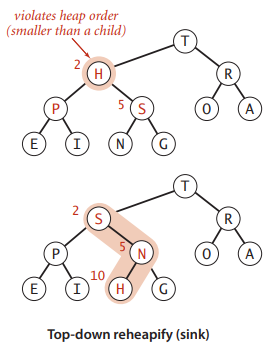 violates heap order
(smaller than a child)
T
2 H R
P 5 S O A
E I N G
T
2 S R
P 5 N O A
10
E I H G
Top-down reheapify (sink)